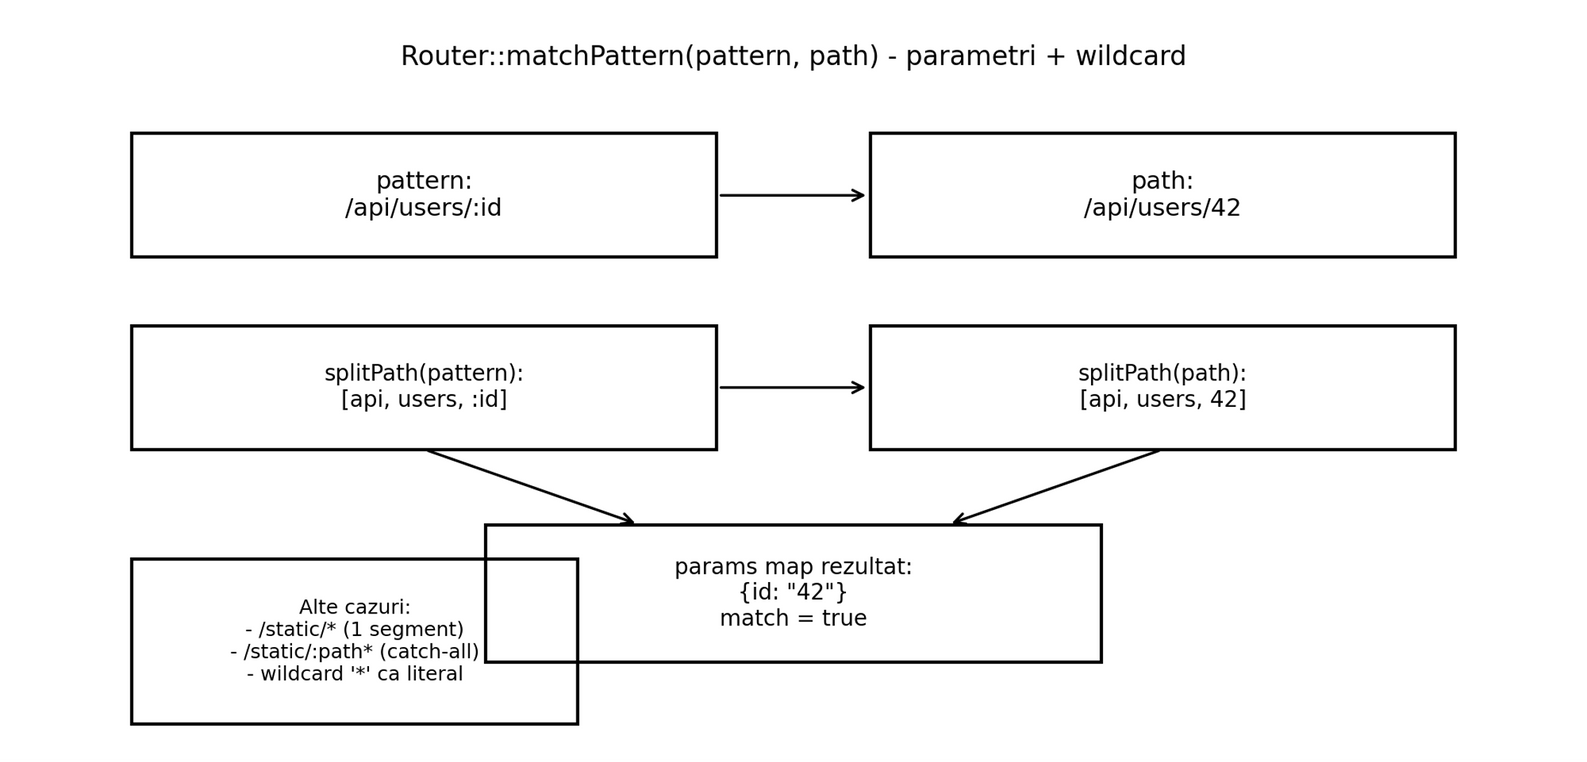 Router::matchPattern(pattern, path) - parametri + wildcard
pattern:
/api/users/:id
path:
/api/users/42
splitPath(pattern):
[api, users, :id]
splitPath(path):
[api, users, 42]
params map rezultat:
{id: "42"}
match = true
Alte cazuri:
- /static/* (1 segment)
- /static/:path* (catch-all)
- wildcard '*' ca literal